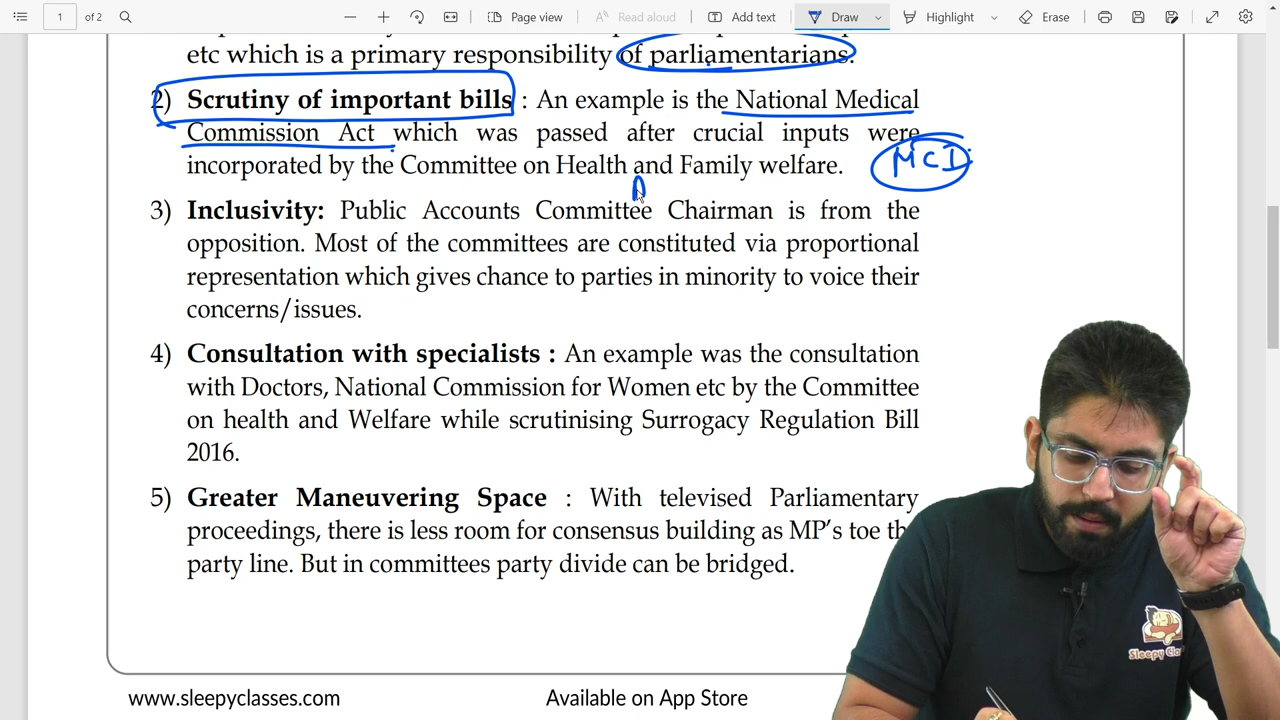 1 of 2 Page view Read aloud Add text Draw Highlight Erase
etc which is a primary responsibility of parliamentarians.
2) Scrutiny of important bills : An example is the National Medical
Commission Act which was passed after crucial inputs were
incorporated by the Committee on Health and Family welfare.
MCI
3) Inclusivity: Public Accounts Committee Chairman is from the
opposition. Most of the committees are constituted via proportional
representation which gives chance to parties in minority to voice their
concerns/issues.
4) Consultation with specialists : An example was the consultation
with Doctors, National Commission for Women etc by the Committee
on health and Welfare while scrutinising Surrogacy Regulation Bill
2016.
5) Greater Maneuvering Space : With televised Parliamentary
proceedings, there is less room for consensus building as MP's toe th
party line. But in committees party divide can be bridged.
Sleepy Cla
www.sleepyclasses.com Available on App Store